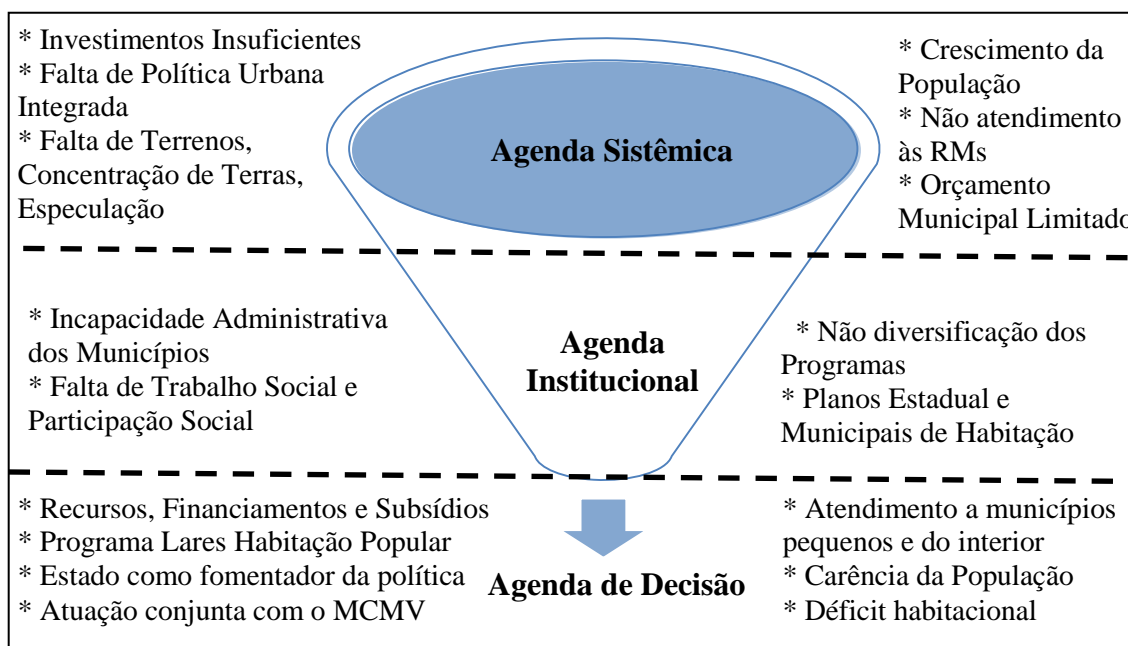 * Investimentos Insuficientes
* Falta de Política Urbana
Integrada
* Falta de Terrenos,
Concentração de Terras,
Especulação
Agenda Sistêmica
* Crescimento da
População
* Não atendimento
às RMs
* Orçamento
Municipal Limitado
* Incapacidade Administrativa
dos Municípios
* Falta de Trabalho Social e
Participação Social
Agenda
Institucional
* Não diversificação dos
Programas
* Planos Estadual e
Municipais de Habitação
* Recursos, Financiamentos e Subsídios
* Programa Lares Habitação Popular
* Estado como fomentador da política
* Atuação conjunta com o MCMV
Agenda de Decisão
* Atendimento a municípios
pequenos e do interior
* Carência da População
* Déficit habitacional